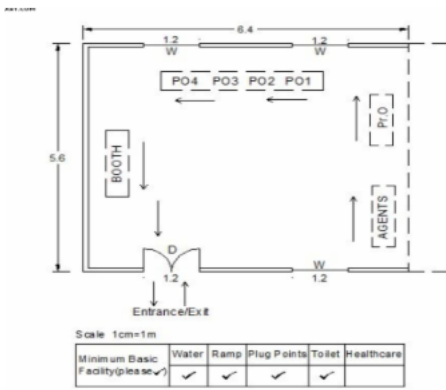 6.4
1.2 1.2
W W
PO4 PO3 PO2 PO1
Pr.O
5.6
BOOTH
AGENTS
D
W
1.2 1.2
Entrance/Exit
Scale 1cm=1m
Minimum Basic Facility(please✓) Water Ramp Plug Points Toilet Healthcare
✓ ✓ ✓ ✓